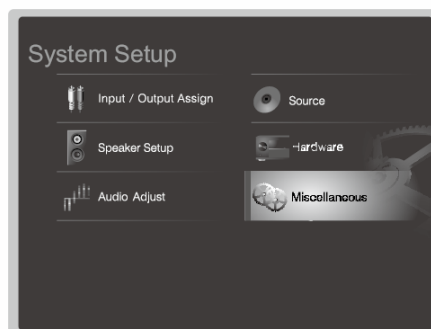 System Setup
Input / Output Assign
Speaker Setup
Audio Adjust
Source
Hardware
Miscellaneous